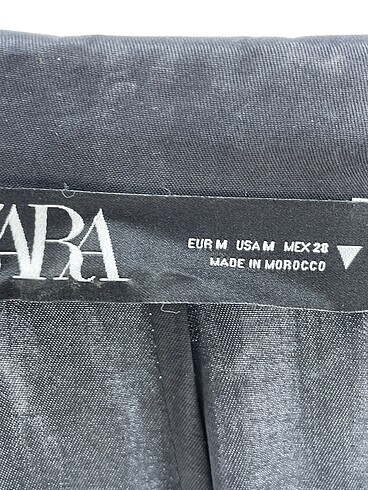 ZARA
EUR M USA M MEX 28
MADE IN MOROCCO